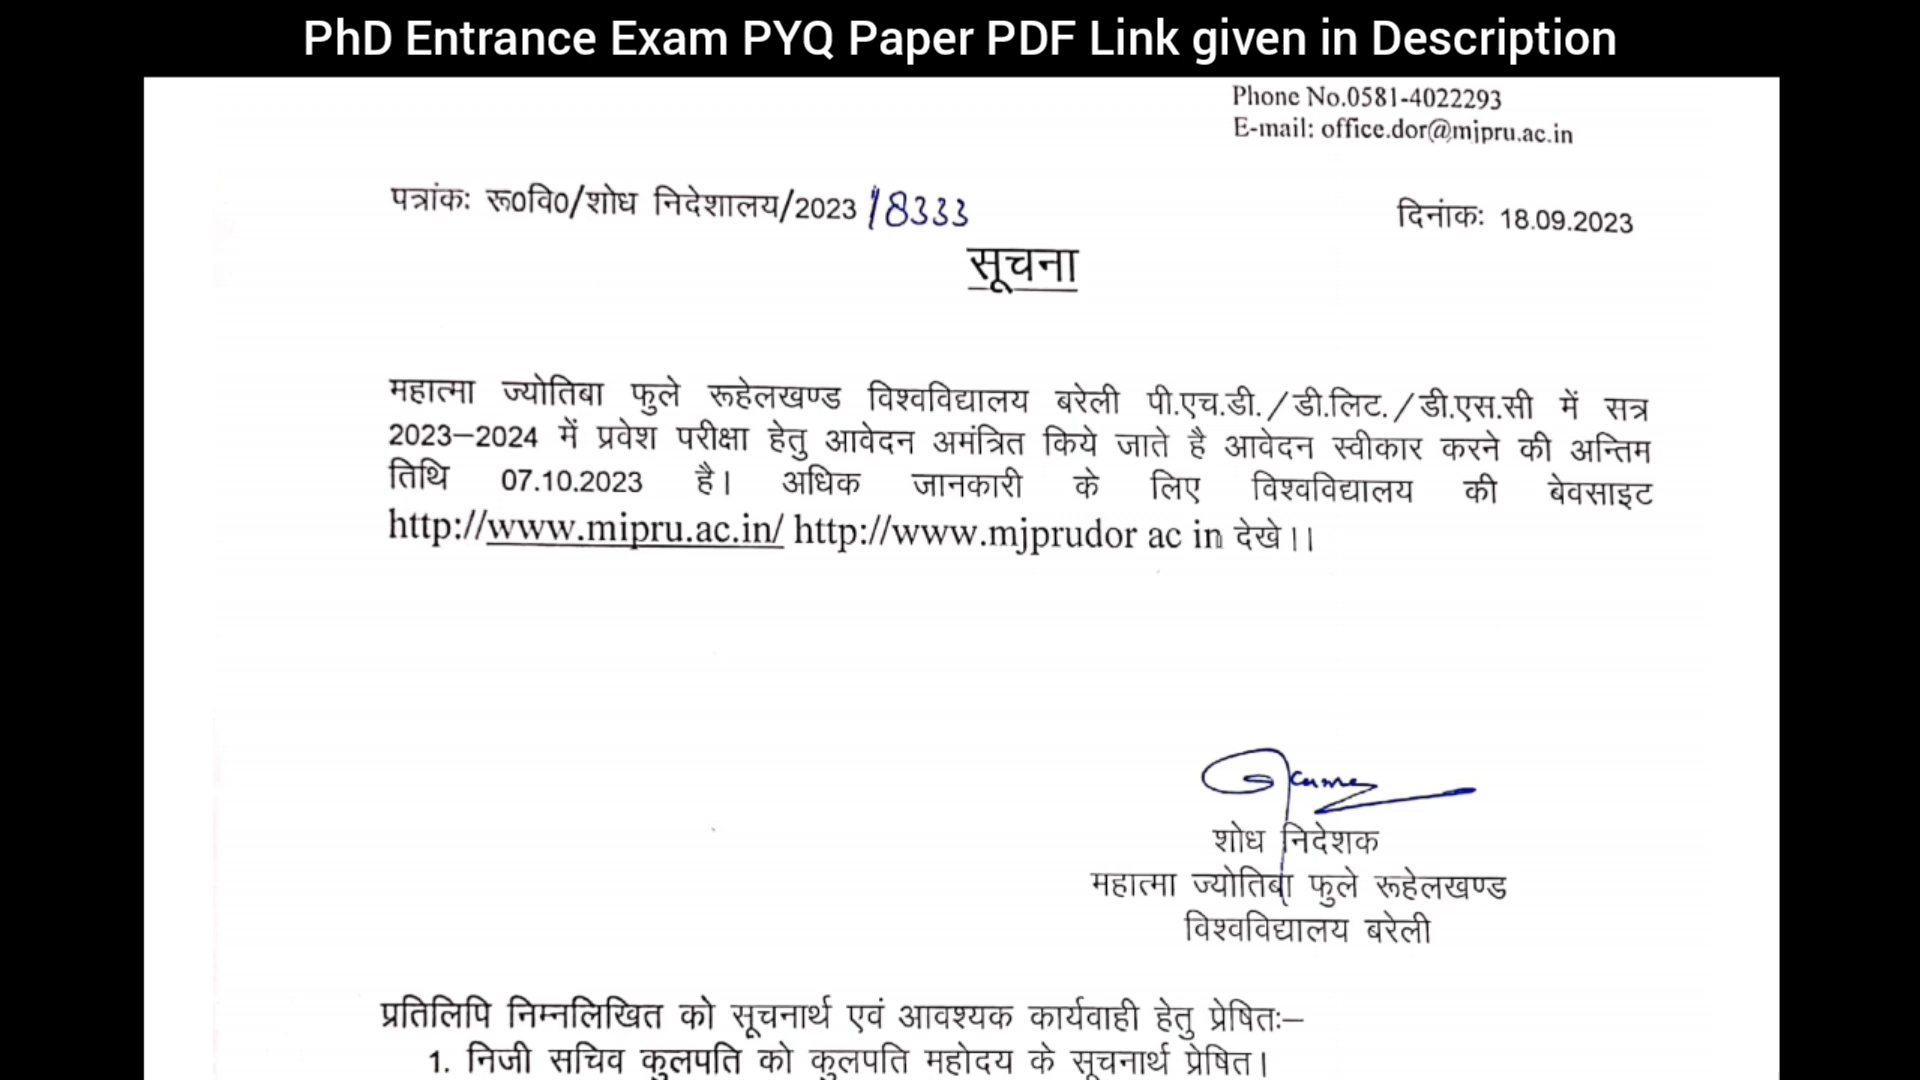 PhD Entrance Exam PYQ Paper PDF Link given in Description
Phone No.0581-4022293
E-mail: office.dor@mjpru.ac.in
पत्रांकः रू0वि0/शोध निदेशालय/2023/8333
दिनांकः 18.09.2023
सूचना
महात्मा ज्योतिबा फुले रूहेलखण्ड विश्वविद्यालय बरेली पी.एच.डी./डी.लिट./डी.एस.सी में सत्र
2023–2024 में प्रवेश परीक्षा हेतु आवेदन अमंत्रित किये जाते है आवेदन स्वीकार करने की अन्तिम
तिथि 07.10.2023 है। अधिक जानकारी के लिए विश्वविद्यालय की बेवसाइट
http://www.mipru.ac.in/ http://www.mjprudor ac in देखे।।
शोध निदेशक
महात्मा ज्योतिबा फुले रूहेलखण्ड
विश्वविद्यालय बरेली
प्रतिलिपि निम्नलिखित को सूचनार्थ एवं आवश्यक कार्यवाही हेतु प्रेषितः–
1. निजी सचिव कुलपति को कुलपति महोदय के सूचनार्थ प्रेषित।